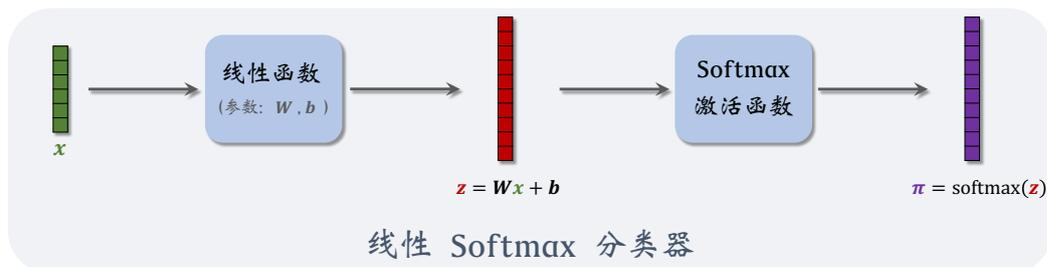 线性函数
(参数: W, b )
Softmax
激活函数
x
z = Wx + b
π = softmax(z)
线性 Softmax 分类器